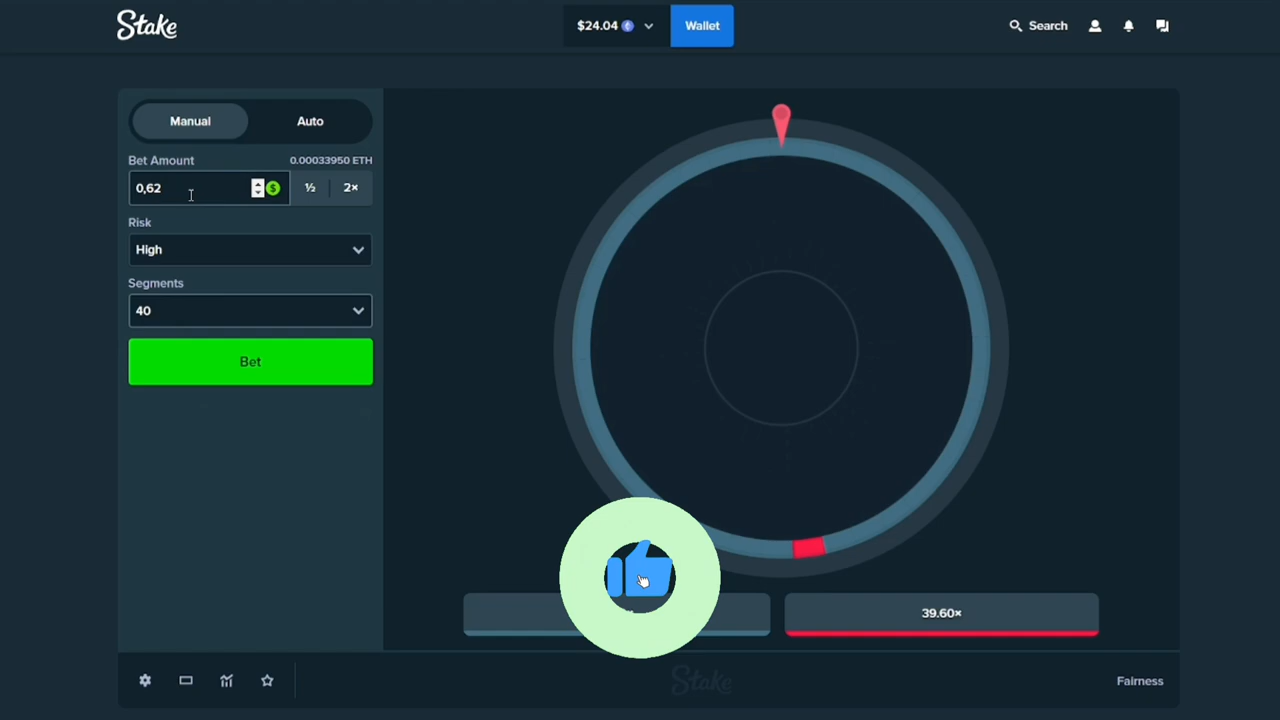 Stake
$24.04
Wallet
Search
Manual
Auto
Bet Amount
0.00033950 ETH
0,62
$
½
2×
Risk
High
Segments
40
Bet
39.60×
Stake
Fairness